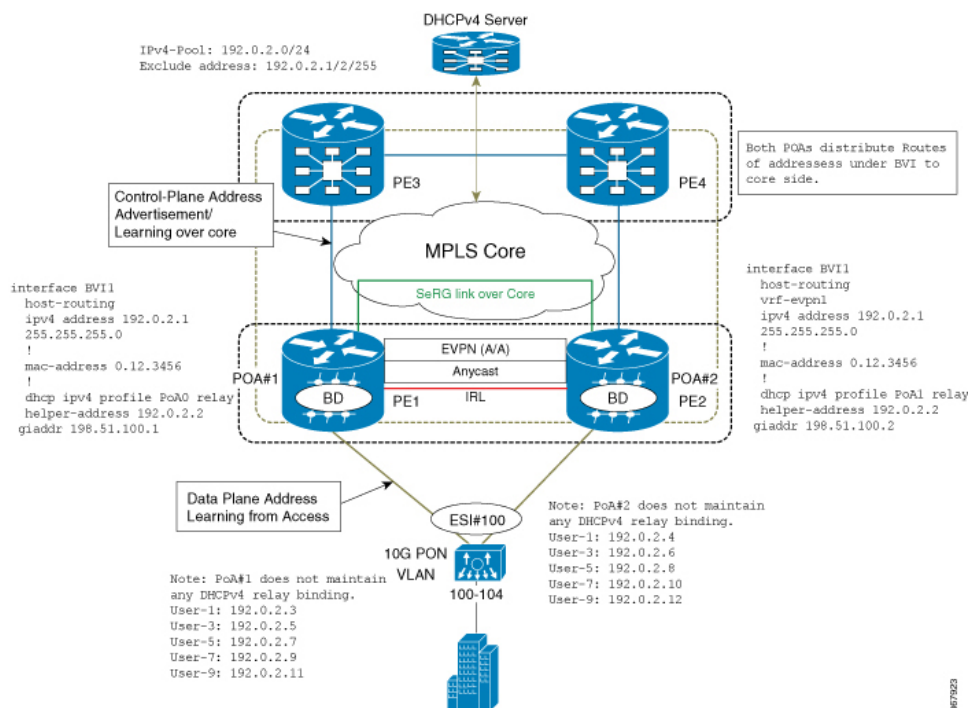 DHCPv4 Server
IPv4-Pool: 192.0.2.0/24
Exclude address: 192.0.2.1/2/255
PE3
PE4
Both POAs distribute Routes
of addressess under BVI to
core side.
Control-Plane Address
Advertisement/
Learning over core
MPLS Core
SeRG link over Core
interface BVI1
host-routing
ipv4 address 192.0.2.1
255.255.255.0
!
mac-address 0.12.3456
!
dhcp ipv4 profile PoA0 relay
helper-address 192.0.2.2
giaddr 198.51.100.1
interface BVI1
host-routing
vrf-evpn1
ipv4 address 192.0.2.1
255.255.255.0
!
mac-address 0.12.3456
!
dhcp ipv4 profile PoA1 relay
helper-address 192.0.2.2
giaddr 198.51.100.2
EVPN (A/A)
Anycast
IRL
POA#1
BD
PE1
POA#2
BD
PE2
Data Plane Address
Learning from Access
ESI#100
10G PON
VLAN
100-104
Note: PoA#2 does not maintain
any DHCPv4 relay binding.
User-1: 192.0.2.4
User-3: 192.0.2.6
User-5: 192.0.2.8
User-7: 192.0.2.10
User-9: 192.0.2.12
Note: PoA#1 does not maintain
any DHCPv4 relay binding.
User-1: 192.0.2.3
User-3: 192.0.2.5
User-5: 192.0.2.7
User-7: 192.0.2.9
User-9: 192.0.2.11